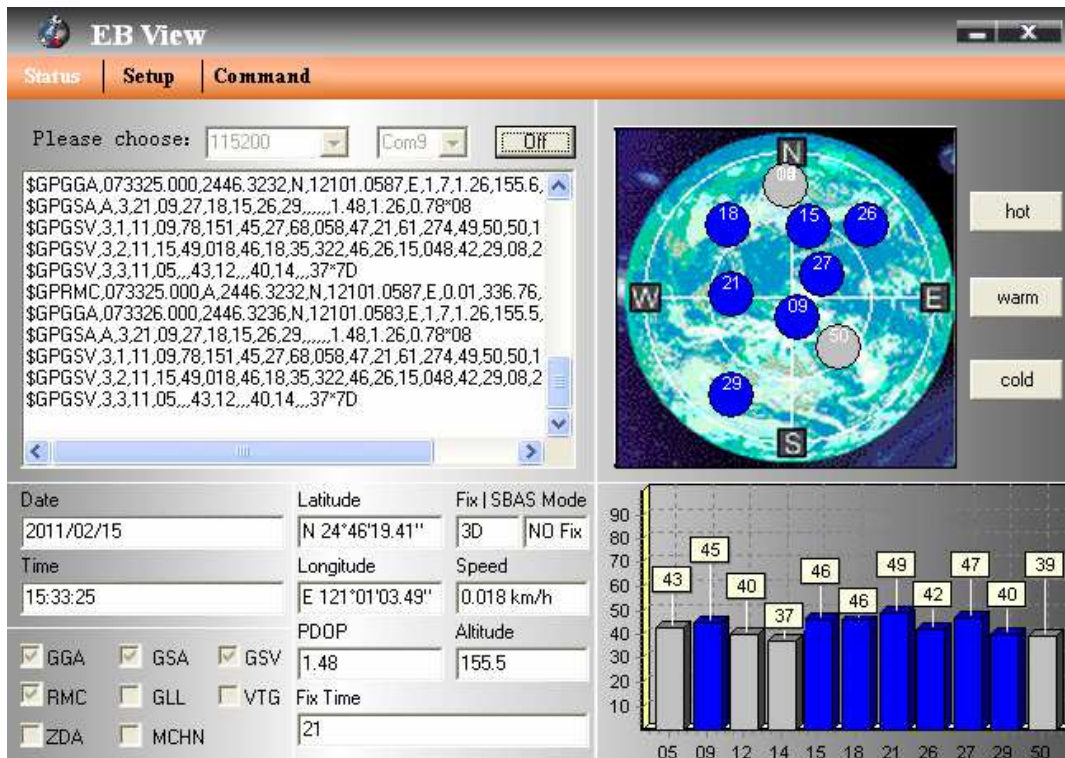 EB View
Status Setup Command
Please choose: 115200 Com9 Off
$GPGGA,073325.000,2446.3232,N,12101.0587,E,1,7,1.26,155.6,
$GPGSA,A,3,21,09,27,18,15,26,29,,,,,,1.48,1.26,0.78*08
$GPGSV,3,1,11,09,78,151,45,27,68,058,47,21,61,274,49,50,50,1
$GPGSV,3,2,11,15,49,018,46,18,35,322,46,26,15,048,42,29,08,2
$GPGSV,3,3,11,05,,,43,12,,,40,14,,,37*7D
$GPRMC,073325.000,A,2446.3232,N,12101.0587,E,0.01,336.76,
$GPGGA,073326.000,2446.3236,N,12101.0583,E,1,7,1.26,155.5,
$GPGSA,A,3,21,09,27,18,15,26,29,,,,,,1.48,1.26,0.78*08
$GPGSV,3,1,11,09,78,151,45,27,68,058,47,21,61,274,49,50,50,1
$GPGSV,3,2,11,15,49,018,46,18,35,322,46,26,15,048,42,29,08,2
$GPGSV,3,3,11,05,,,43,12,,,40,14,,,37*7D
N
18 15 26
27
21
W E
09
50
29
S
hot
warm
cold
Date
2011/02/15
Time
15:33:25
GGA GSA GSV
RMC GLL VTG
ZDA MCHN
Latitude
N 24°46'19.41''
Longitude
E 121°01'03.49''
PDOP
1.48
Fix Time
21
Fix | SBAS Mode
3D NO Fix
Speed
0.018 km/h
Altitude
155.5
90
80
70
60
50
40
30
20
10
43 45 40 37 46 46 49 42 47 40 39
05 09 12 14 15 18 21 26 27 29 50